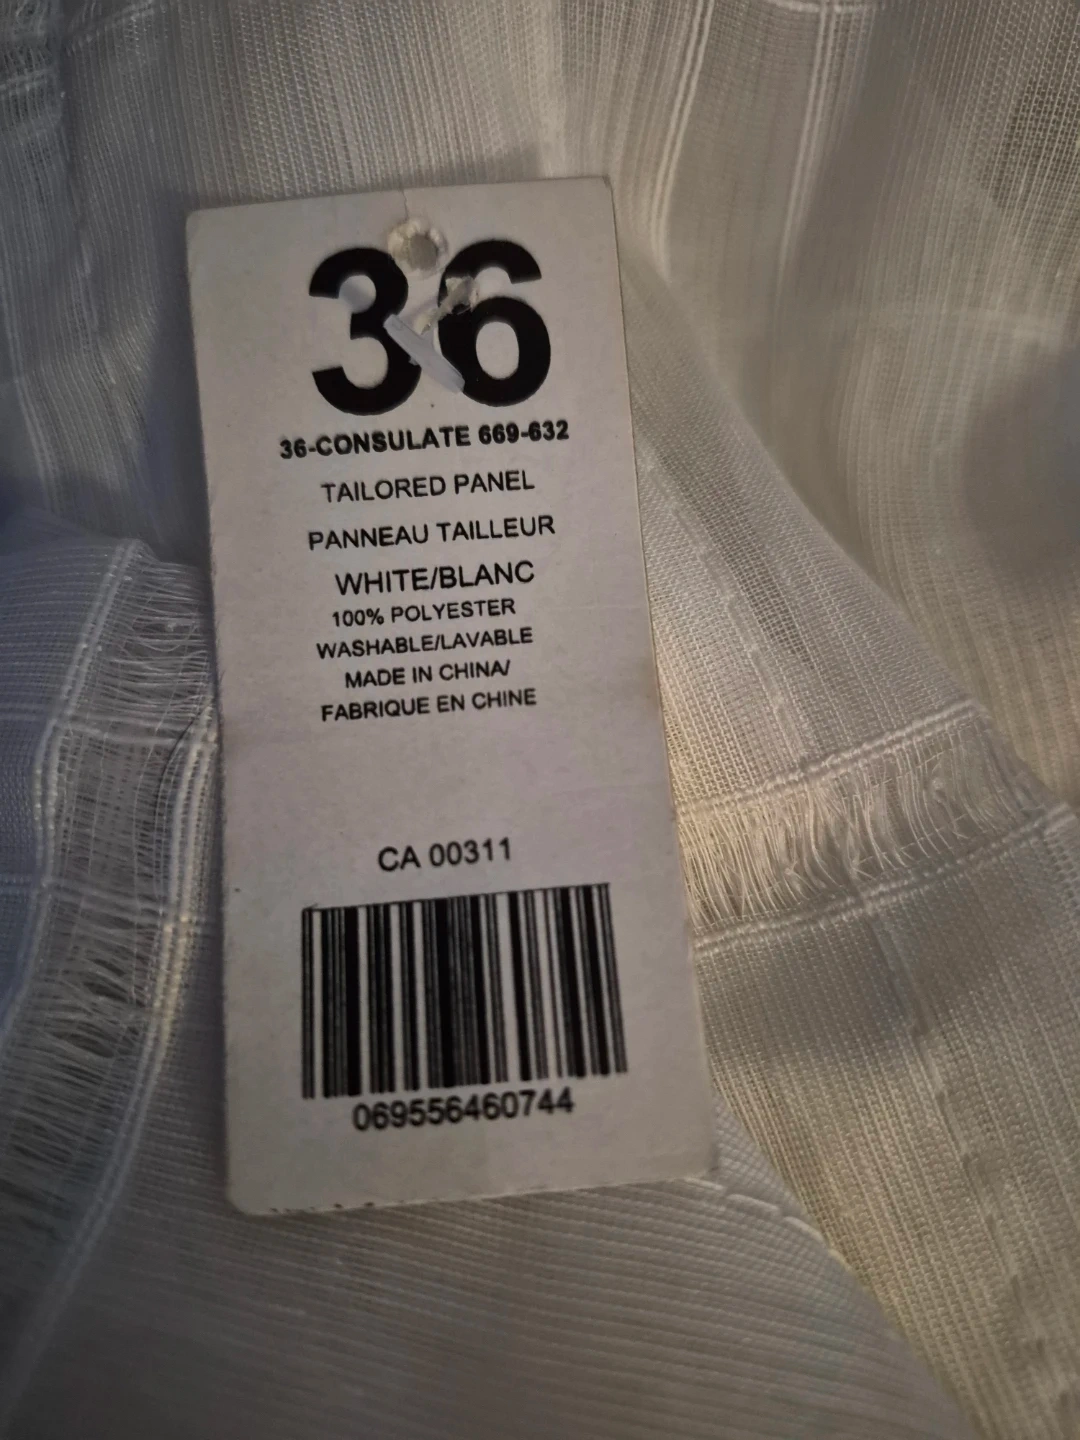 36
36-CONSULATE 669-632
TAILORED PANEL
PANNEAU TAILLEUR
WHITE/BLANC
100% POLYESTER
WASHABLE/LAVABLE
MADE IN CHINA/
FABRIQUE EN CHINE
CA 00311
069556460744